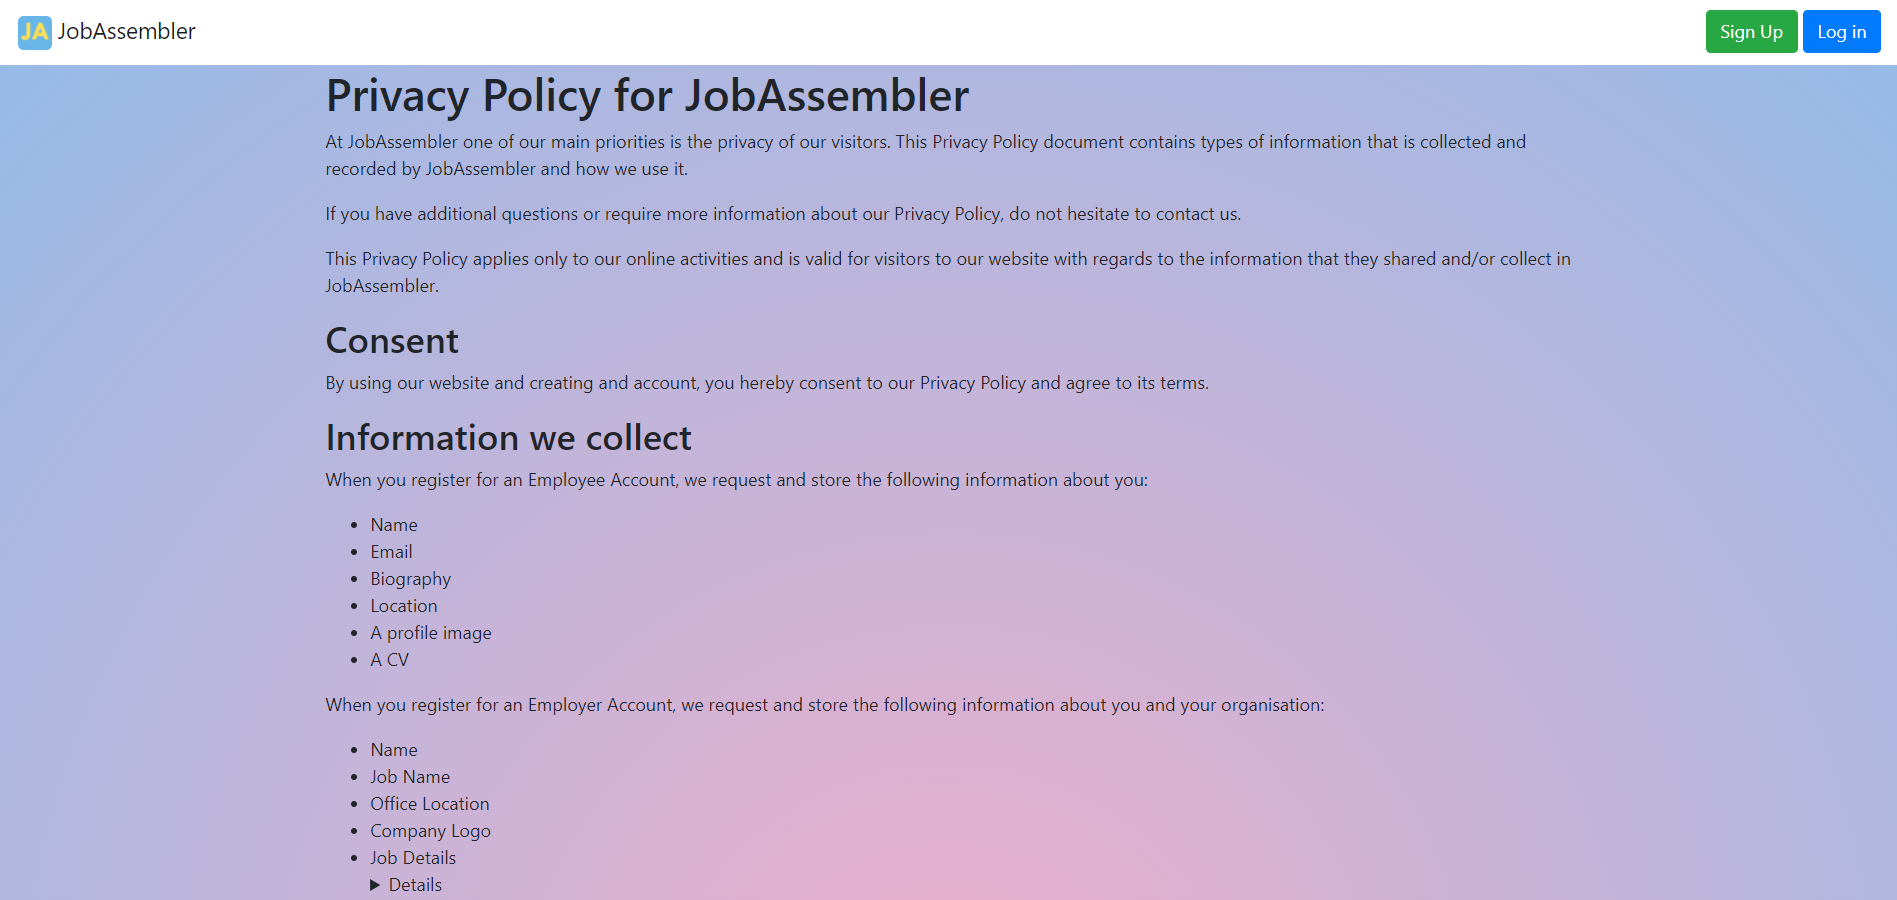 JA JobAssembler
Sign Up
Log in
Privacy Policy for JobAssembler
At JobAssembler one of our main priorities is the privacy of our visitors. This Privacy Policy document contains types of information that is collected and
recorded by JobAssembler and how we use it.
If you have additional questions or require more information about our Privacy Policy, do not hesitate to contact us.
This Privacy Policy applies only to our online activities and is valid for visitors to our website with regards to the information that they shared and/or collect in
JobAssembler.
Consent
By using our website and creating and account, you hereby consent to our Privacy Policy and agree to its terms.
Information we collect
When you register for an Employee Account, we request and store the following information about you:
• Name
• Email
• Biography
• Location
• A profile image
• A CV
When you register for an Employer Account, we request and store the following information about you and your organisation:
• Name
• Job Name
• Office Location
• Company Logo
• Job Details
▶ Details